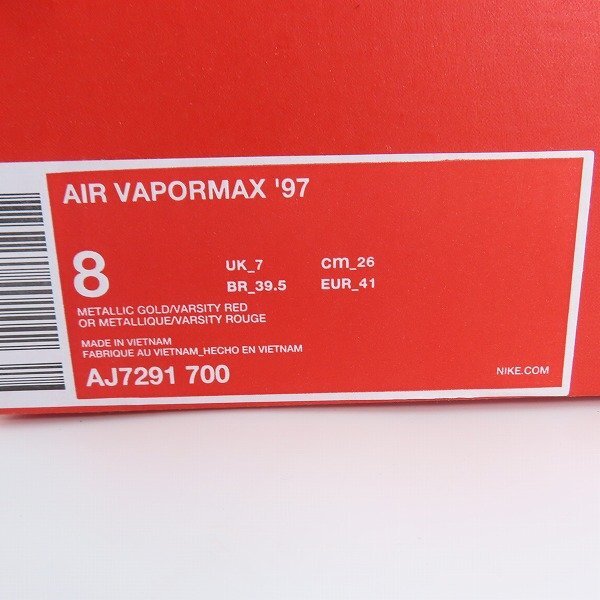 AIR VAPORMAX '97
8
UK_7 cm_26
BR_39.5 EUR_41
METALLIC GOLD/VARSITY RED
OR METALLIQUE/VARSITY ROUGE
MADE IN VIETNAM
FABRIQUE AU VIETNAM_HECHO EN VIETNAM
AJ7291 700
NIKE.COM